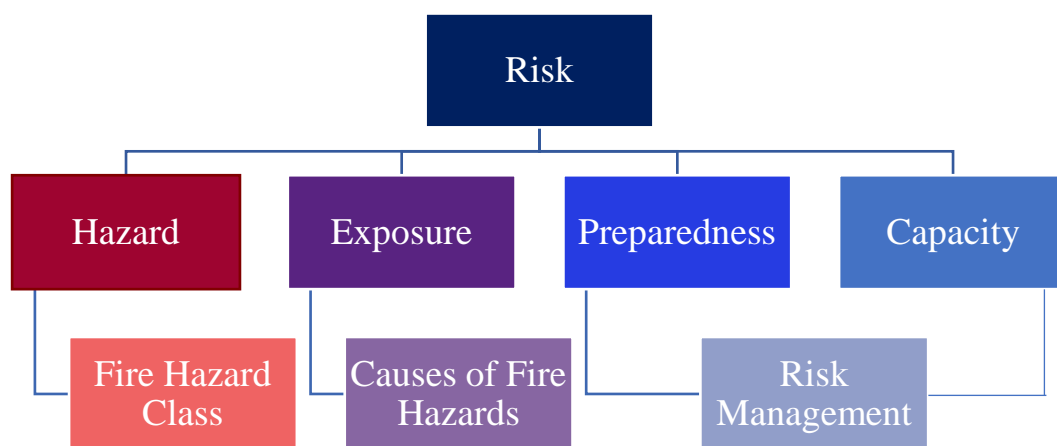 Risk
Hazard
Exposure
Preparedness
Capacity
Fire Hazard
Class
Causes of Fire
Hazards
Risk
Management